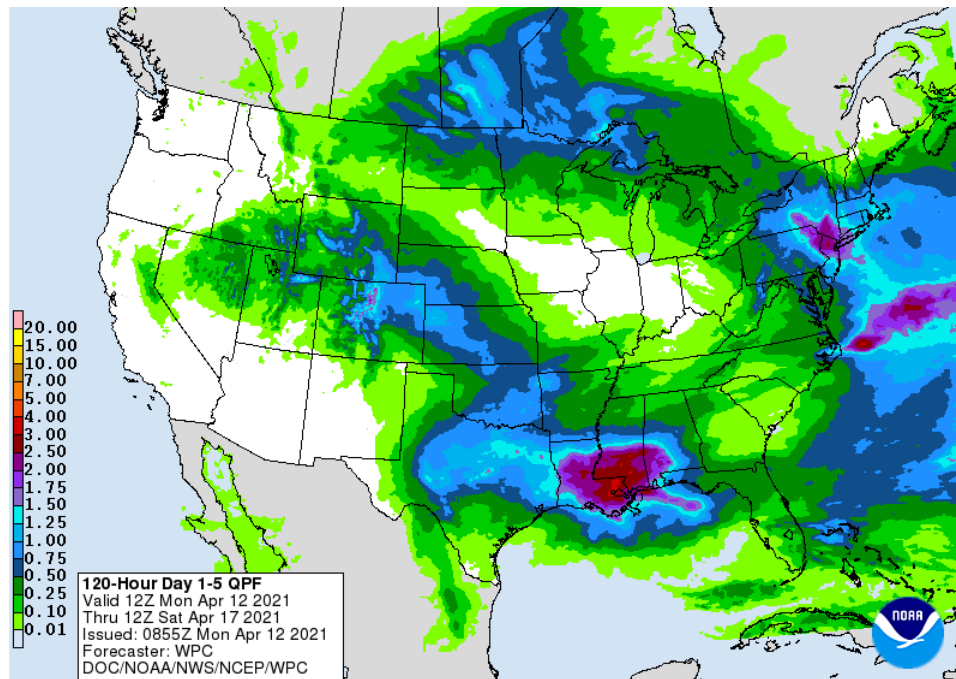 20.00
15.00
10.00
7.00
5.00
4.00
3.00
2.50
2.00
1.75
1.50
1.25
1.00
0.75
0.50
0.25
0.10
0.01
120-Hour Day 1-5 QPF
Valid 12Z Mon Apr 12 2021
Thru 12Z Sat Apr 17 2021
Issued: 0855Z Mon Apr 12 2021
Forecaster: WPC
DOC/NOAA/NWS/NCEP/WPC
NOAA